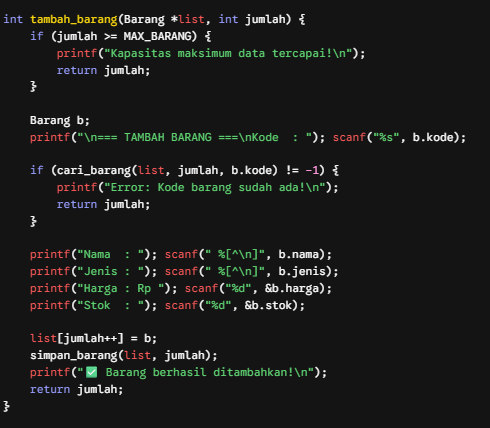 int tambah_barang(Barang *list, int jumlah) {
    if (jumlah >= MAX_BARANG) {
        printf("Kapasitas maksimum data tercapai!\n");
        return jumlah;
    }

    Barang b;
    printf("\n=== TAMBAH BARANG ===\nKode  : "); scanf("%s", b.kode);

    if (cari_barang(list, jumlah, b.kode) != -1) {
        printf("Error: Kode barang sudah ada!\n");
        return jumlah;
    }

    printf("Nama  : "); scanf(" %[^\n]", b.nama);
    printf("Jenis : "); scanf(" %[^\n]", b.jenis);
    printf("Harga : Rp "); scanf("%d", &b.harga);
    printf("Stok  : "); scanf("%d", &b.stok);

    list[jumlah++] = b;
    simpan_barang(list, jumlah);
    printf("✅ Barang berhasil ditambahkan!\n");
    return jumlah;
}